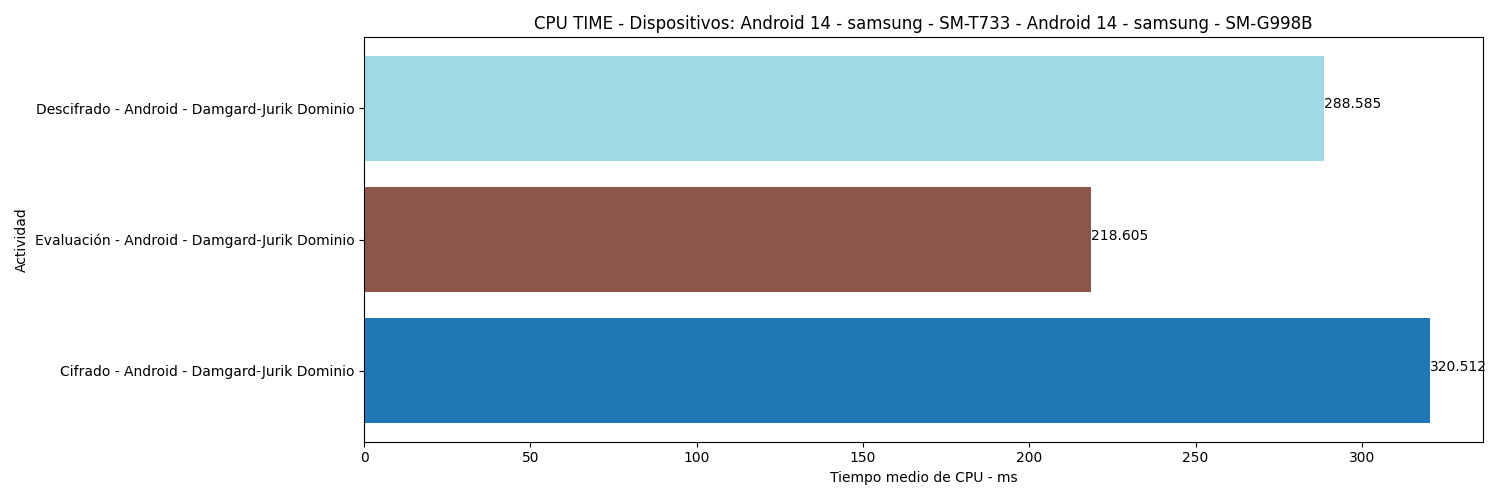 CPU TIME - Dispositivos: Android 14 - samsung - SM-T733 - Android 14 - samsung - SM-G998B
Descifrado - Android - Damgard-Jurik Dominio
288.585
Evaluación - Android - Damgard-Jurik Dominio
218.605
Cifrado - Android - Damgard-Jurik Dominio
320.512
Actividad
0 50 100 150 200 250 300
Tiempo medio de CPU - ms